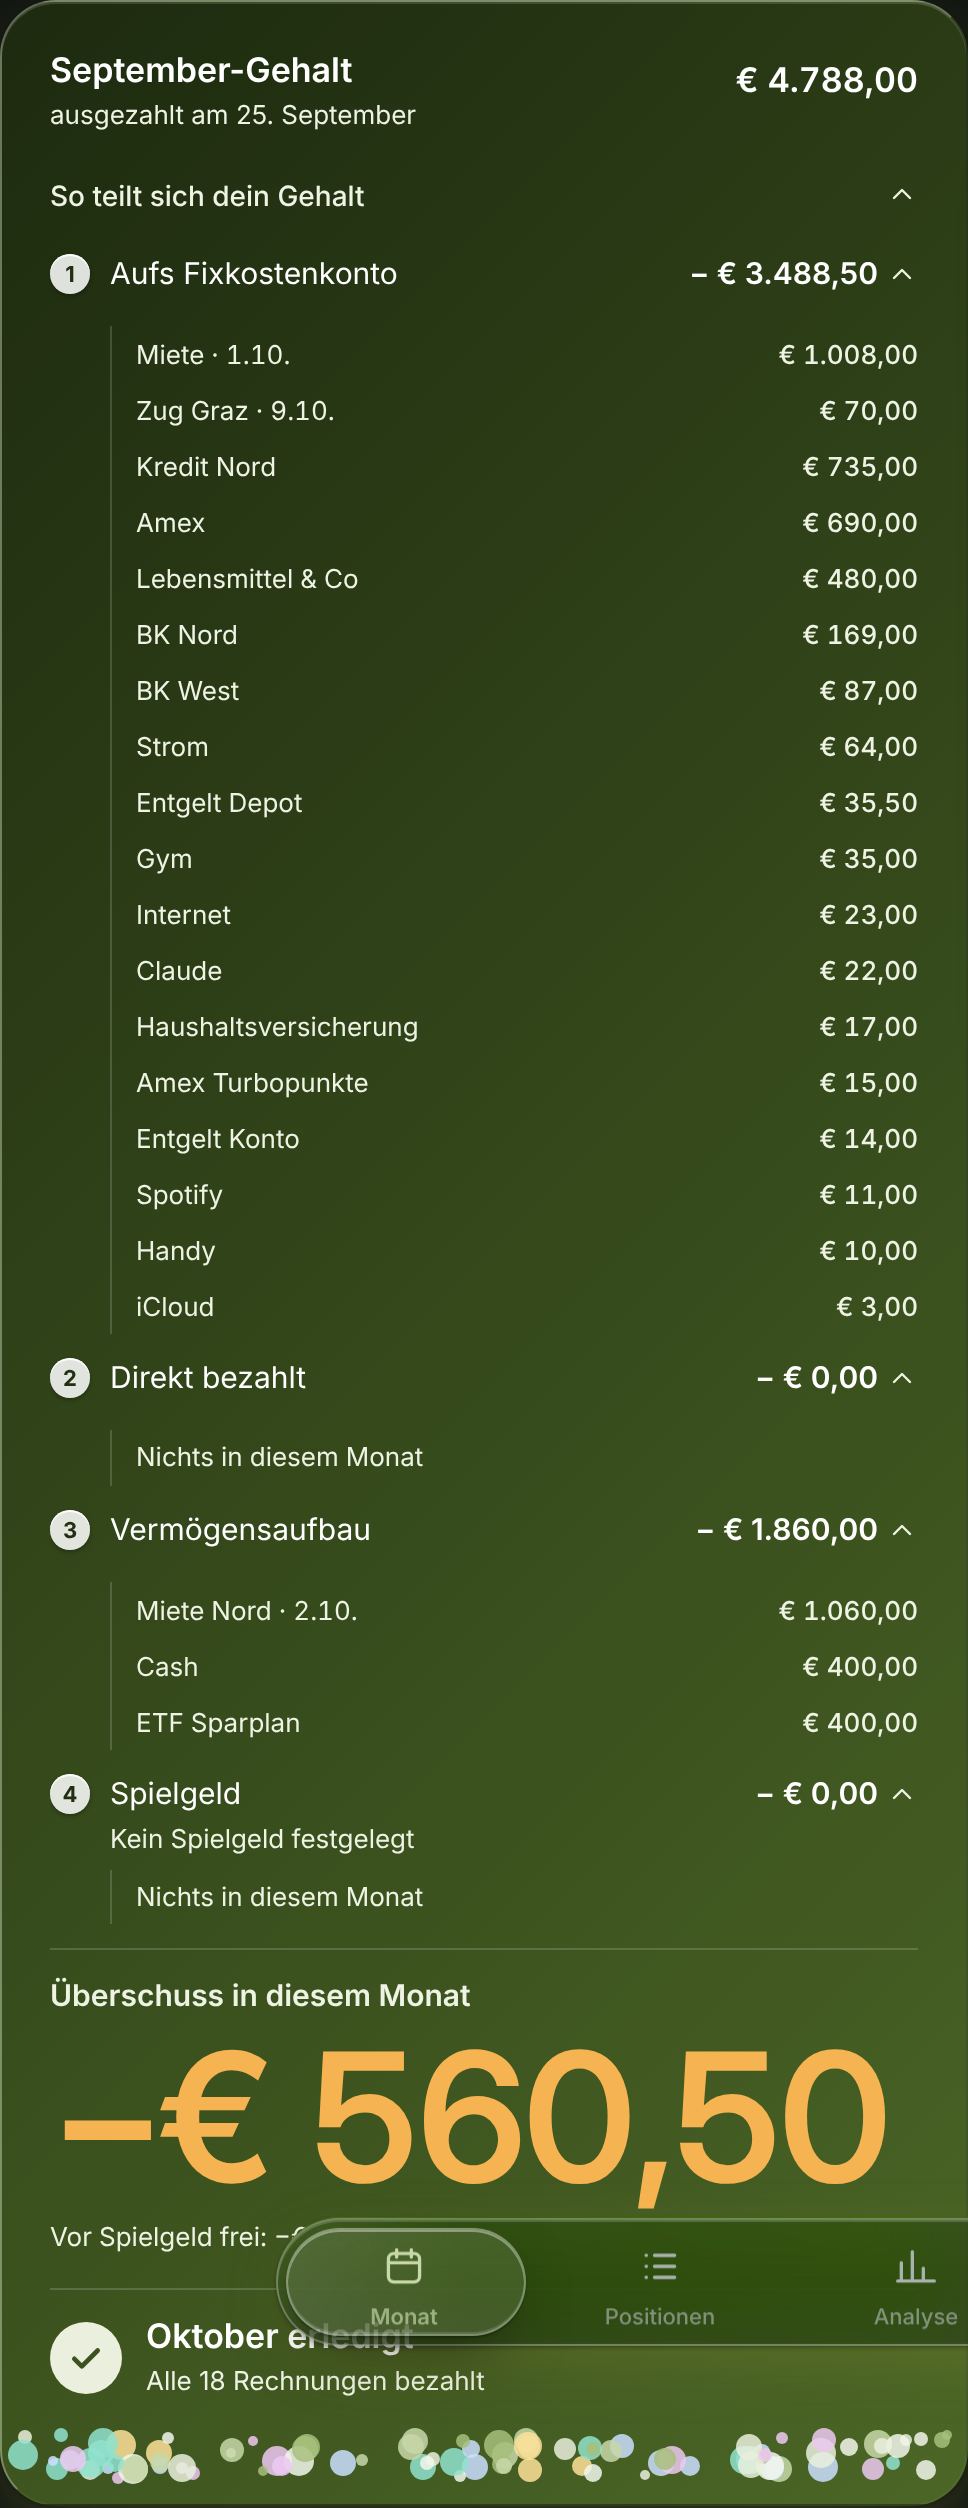 September-Gehalt
€ 4.788,00
ausgezahlt am 25. September
So teilt sich dein Gehalt
1 Aufs Fixkostenkonto – € 3.488,50
Miete · 1.10. € 1.008,00
Zug Graz · 9.10. € 70,00
Kredit Nord € 735,00
Amex € 690,00
Lebensmittel & Co € 480,00
BK Nord € 169,00
BK West € 87,00
Strom € 64,00
Entgelt Depot € 35,50
Gym € 35,00
Internet € 23,00
Claude € 22,00
Haushaltsversicherung € 17,00
Amex Turbopunkte € 15,00
Entgelt Konto € 14,00
Spotify € 11,00
Handy € 10,00
iCloud € 3,00
2 Direkt bezahlt – € 0,00
Nichts in diesem Monat
3 Vermögensaufbau – € 1.860,00
Miete Nord · 2.10. € 1.060,00
Cash € 400,00
ETF Sparplan € 400,00
4 Spielgeld – € 0,00
Kein Spielgeld festgelegt
Nichts in diesem Monat
Überschuss in diesem Monat
–€ 560,50
Vor Spielgeld frei: –€
Monat Positionen Analyse
Oktober erledigt
Alle 18 Rechnungen bezahlt